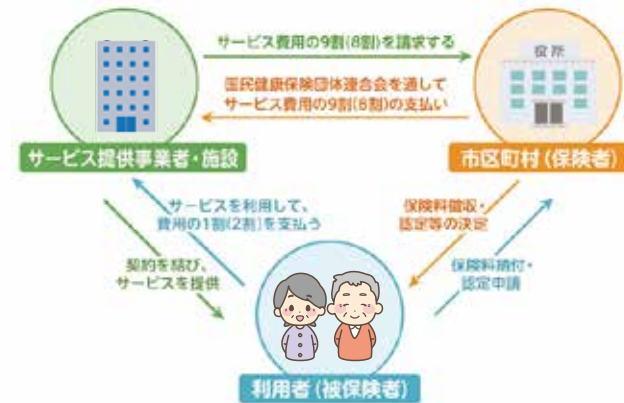 サービス費用の9割(8割)を請求する
役所
国民健康保険団体連合会を通して
サービス費用の9割(8割)の支払い
サービス提供事業者・施設
市区町村(保険者)
サービスを利用して、
費用の1割(2割)を支払う
保険料徴収・
認定等の決定
契約を結び、
サービスを提供
保険料納付・
認定申請
利用者(被保険者)